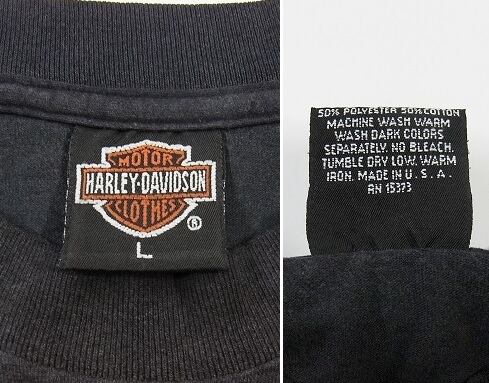 MOTOR
HARLEY-DAVIDSON
CLOTHES
®
L
50% POLYESTER 50% COTTON
MACHINE WASH WARM
WASH DARK COLORS
SEPARATELY. NO BLEACH.
TUMBLE DRY LOW. WARM
IRON. MADE IN U.S.A.
RN 15373